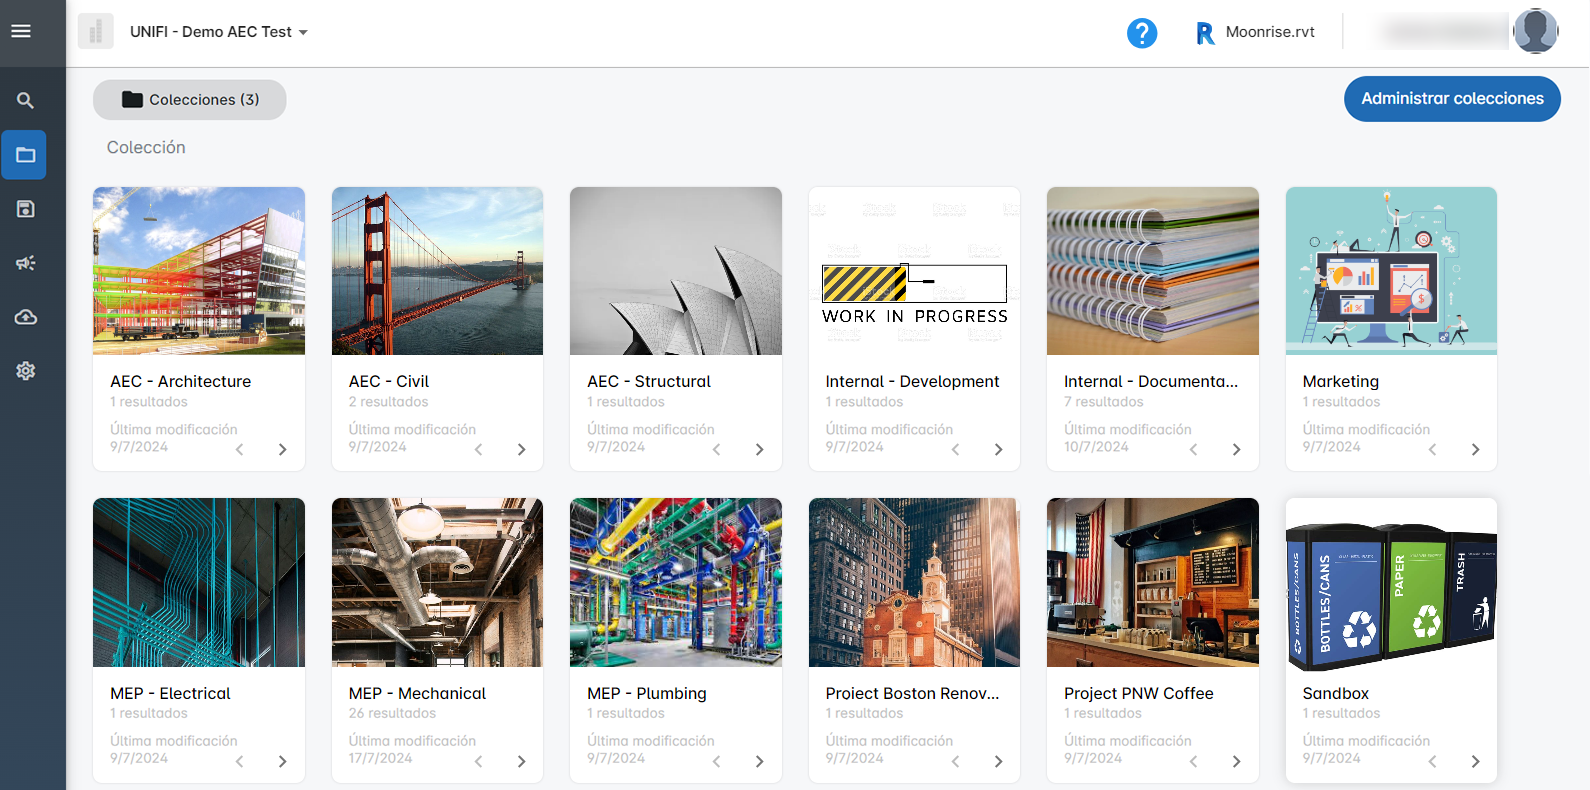 UNIFI - Demo AEC Test
?
R
Moonrise.rvt
Colecciones (3)
Administrar colecciones
Colección
WORK IN PROGRESS
AEC - Architecture
1 resultados
Última modificación
9/7/2024
AEC - Civil
2 resultados
Última modificación
9/7/2024
AEC - Structural
1 resultados
Última modificación
9/7/2024
Internal - Development
1 resultados
Última modificación
9/7/2024
Internal - Documenta...
7 resultados
Última modificación
10/7/2024
Marketing
1 resultados
Última modificación
9/7/2024
BOTTLES/CANS
BOTTLES/CANS
PAPER
TRASH
MEP - Electrical
1 resultados
Última modificación
9/7/2024
MEP - Mechanical
26 resultados
Última modificación
17/7/2024
MEP - Plumbing
1 resultados
Última modificación
9/7/2024
Project Boston Renov...
1 resultados
Última modificación
9/7/2024
Project PNW Coffee
1 resultados
Última modificación
9/7/2024
Sandbox
1 resultados
Última modificación
9/7/2024